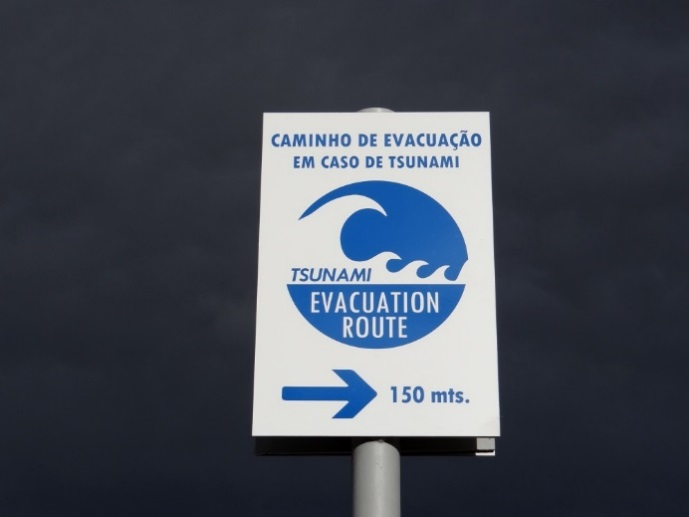 CAMINHO DE EVACUAÇÃO
EM CASO DE TSUNAMI
TSUNAMI
EVACUATION
ROUTE
150 mts.